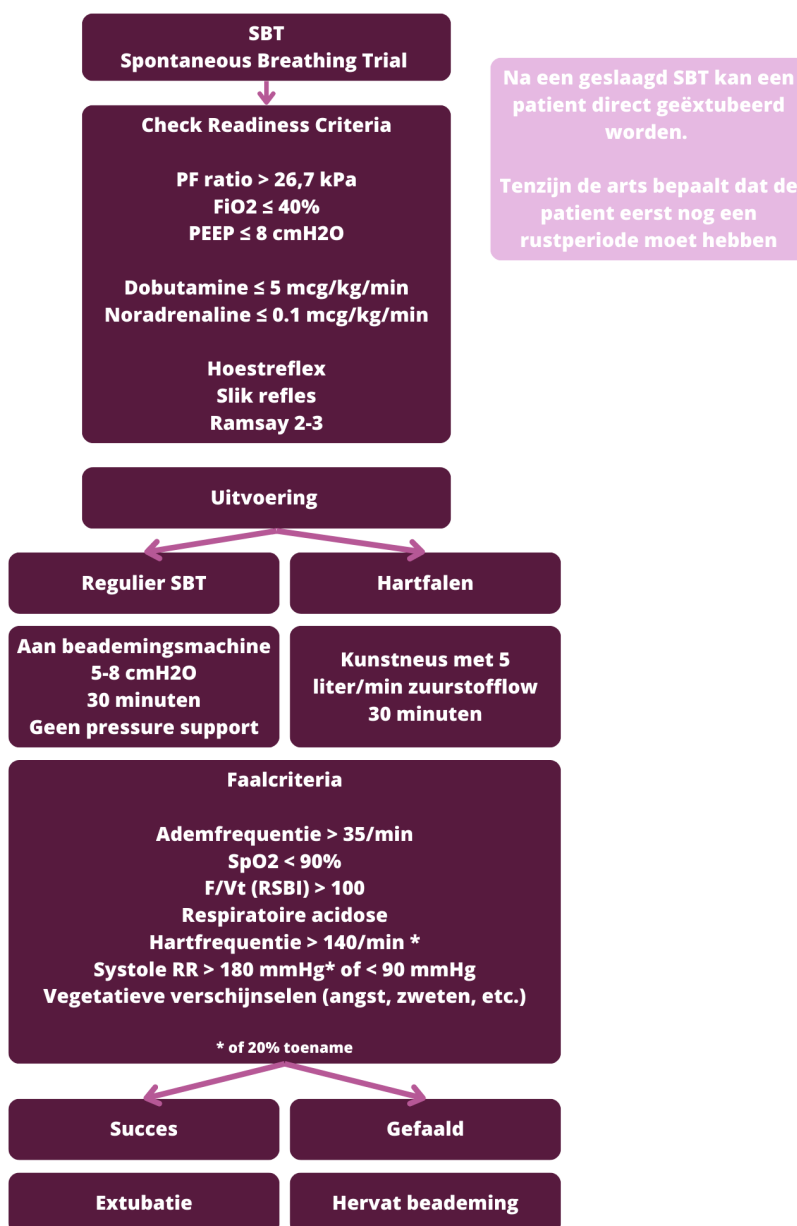 SBT
Spontaneous Breathing Trial
Na een geslaagd SBT kan een
patient direct geëxtubeerd
worden.
Tenzijn de arts bepaalt dat de
patient eerst nog een
rustperiode moet hebben
Check Readiness Criteria
PF ratio > 26,7 kPa
FiO2 ≤ 40%
PEEP ≤ 8 cmH2O
Dobutamine ≤ 5 mcg/kg/min
Noradrenaline ≤ 0.1 mcg/kg/min
Hoestreflex
Slik refles
Ramsay 2-3
Uitvoering
Regulier SBT
Hartfalen
Aan beademingsmachine
5-8 cmH2O
30 minuten
Geen pressure support
Kunstneus met 5
liter/min zuurstofflow
30 minuten
Faalcriteria
Ademfrequentie > 35/min
SpO2 < 90%
F/Vt (RSBI) > 100
Respiratoire acidose
Hartfrequentie > 140/min *
Systole RR > 180 mmHg* of < 90 mmHg
Vegetatieve verschijnselen (angst, zweten, etc.)
* of 20% toename
Succes
Gefaald
Extubatie
Hervat beademing